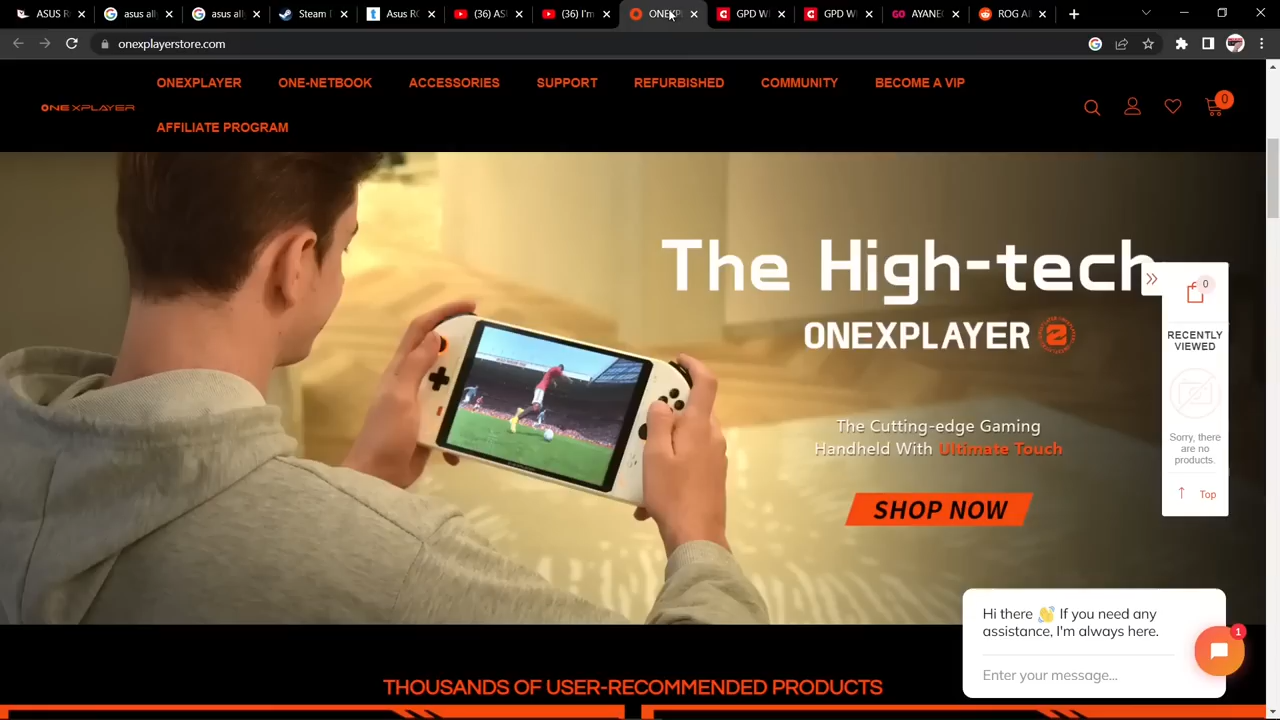 ASUS R
asus all
asus all
Steam
Asus RO
(36) AS
(36) I'm
ONEXP
GPD W
GPD W
AYANE
ROG A
onexplayerstore.com
ONEXPLAYER
ONE-NETBOOK
ACCESSORIES
SUPPORT
REFURBISHED
COMMUNITY
BECOME A VIP
ONE XPLAYER
AFFILIATE PROGRAM
0
The High-tech
ONEXPLAYER 2
The Cutting-edge Gaming
Handheld With Ultimate Touch
SHOP NOW
0
RECENTLY
VIEWED
Sorry, there
are no
products.
Top
Hi there 👋 If you need any
assistance, I'm always here.
1
Enter your message...
THOUSANDS OF USER-RECOMMENDED PRODUCTS